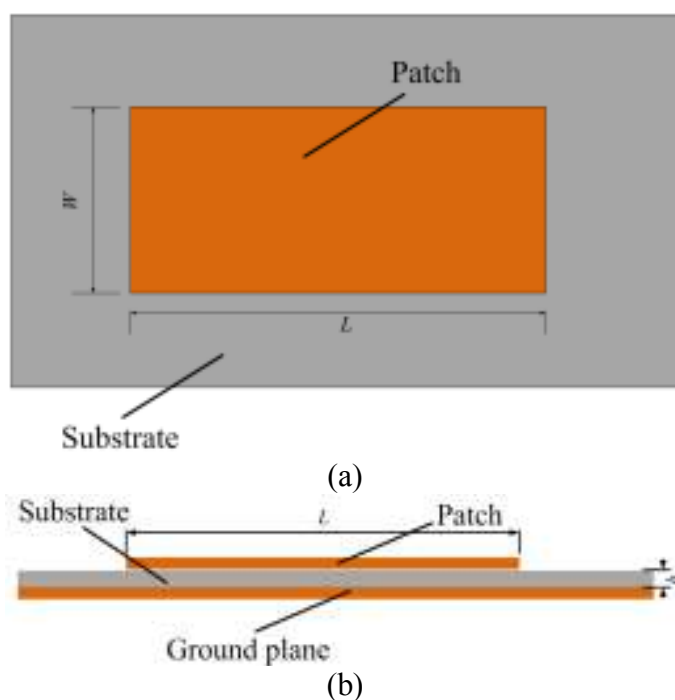 Patch
W
L
Substrate
(a)
Substrate
L
Patch
Ground plane
(b)